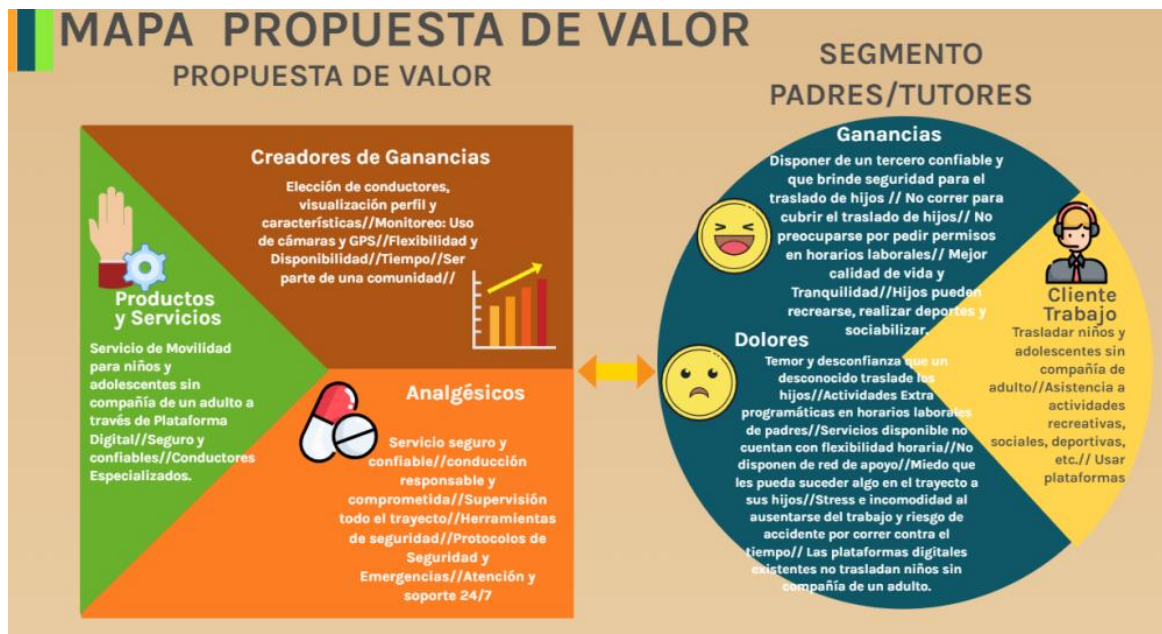 MAPA PROPUESTA DE VALOR
PROPUESTA DE VALOR
Creadores de Ganancias
Elección de conductores,
visualización perfil y
características//Monitoreo: Uso
de cámaras y GPS//Flexibilidad y
Disponibilidad//Tiempo//Ser
parte de una comunidad//
Productos
y Servicios
Servicio de Movilidad
para niños y
adolescentes sin
compañía de un adulto a
través de Plataforma
Digital//Seguro y
confiables//Conductores
Especializados.
Analgésicos
Servicio seguro y
confiable//conducción
responsable y
comprometida//Supervisión
todo el trayecto//Herramientas
de seguridad//Protocolos de
Seguridad y
Emergencias//Atención y
soporte 24/7
SEGMENTO
PADRES/TUTORES
Ganancias
Disponer de un tercero confiable y
que brinde seguridad para el
traslado de hijos // No correr para
cubrir el traslado de hijos// No
preocuparse por pedir permisos
en horarios laborales// Mejor
calidad de vida y
Tranquilidad//Hijos pueden
recrearse, realizar deportes y
sociabilizar.
Dolores
Temor y desconfianza que un
desconocido traslade los
hijos//Actividades Extra
programáticas en horarios laborales
de padres//Servicios disponible no
cuentan con flexibilidad horaria//No
disponen de red de apoyo//Miedo que
les pueda suceder algo en el trayecto a
sus hijos//Stress e incomodidad al
ausentarse del trabajo y riesgo de
accidente por correr contra el
tiempo// Las plataformas digitales
existentes no trasladan niños sin
compañía de un adulto.
Cliente
Trabajo
Trasladar niños y
adolescentes sin
compañía de
adulto//Asistencia a
actividades
recreativas,
sociales, deportivas,
etc.// Usar
plataformas